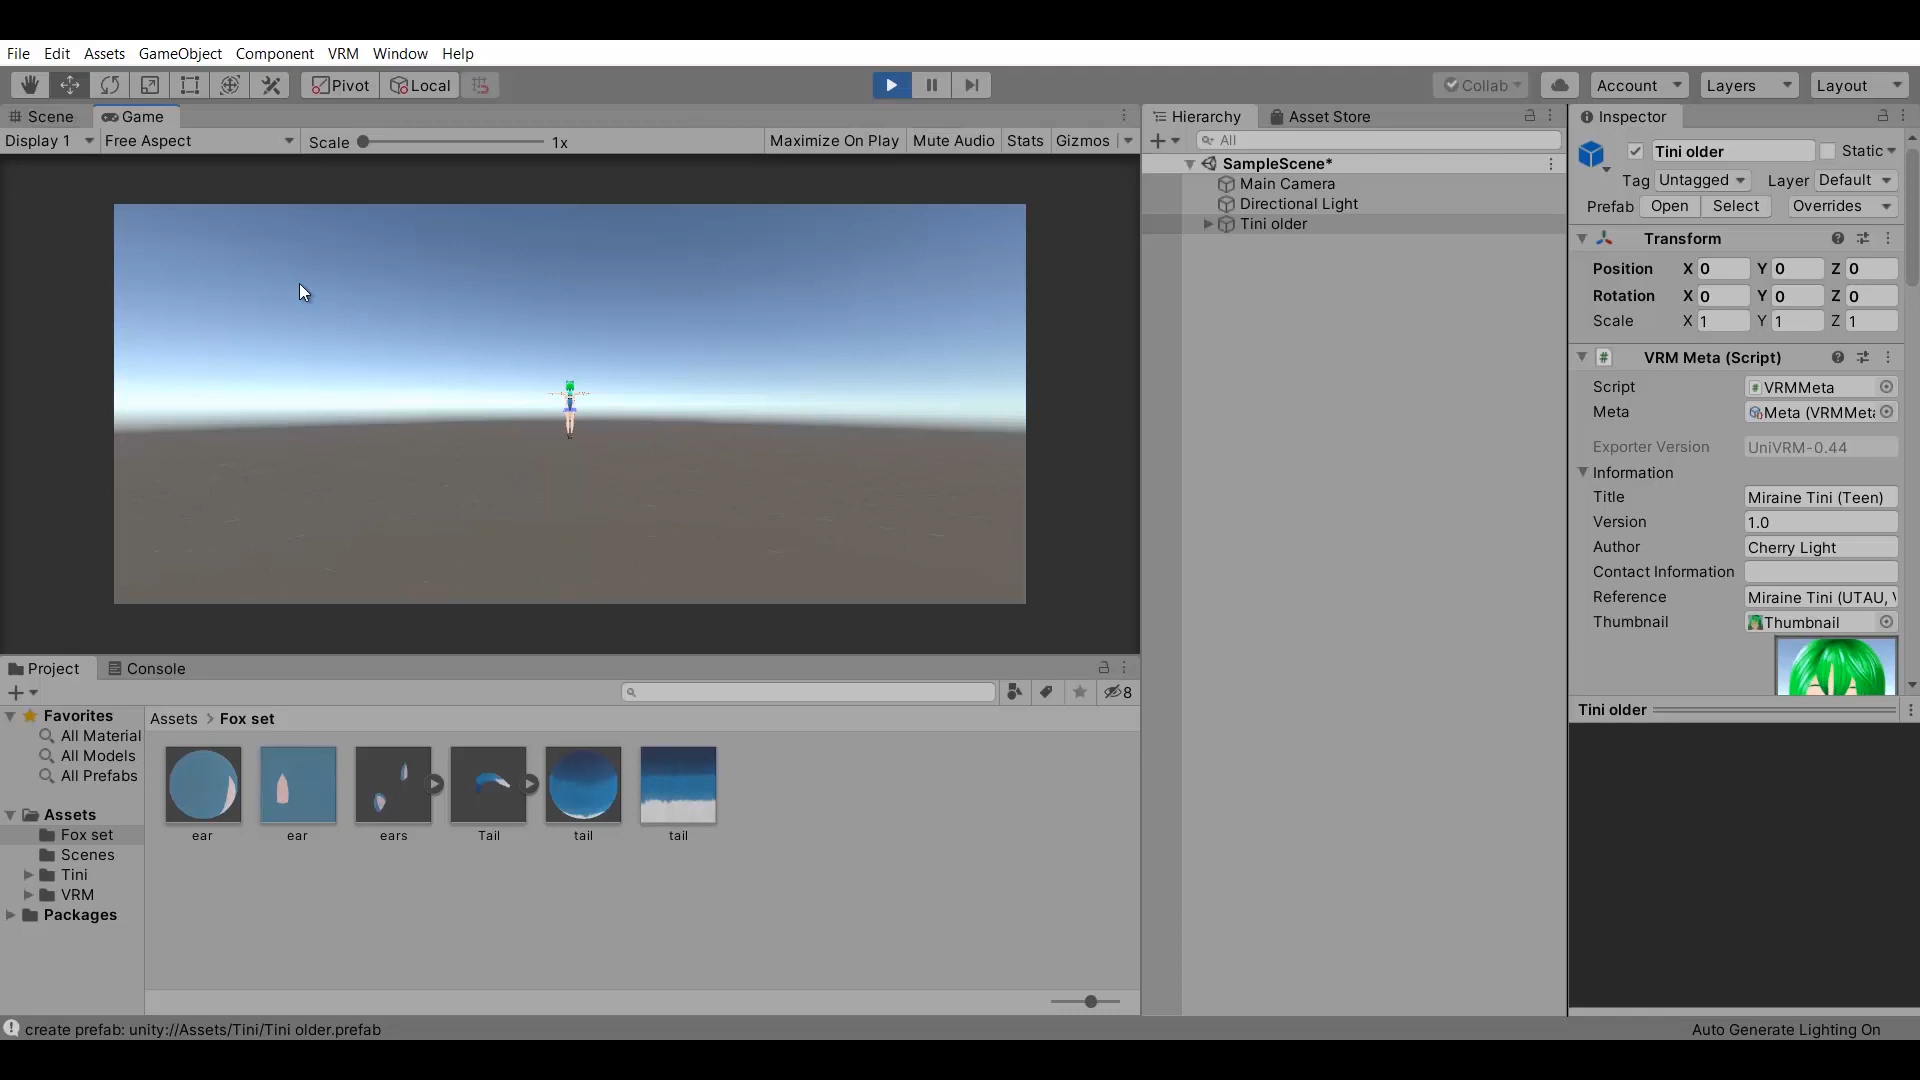 File Edit Assets GameObject Component VRM Window Help
Pivot Local Collab Account Layers Layout
Scene Game
Display 1 Free Aspect Scale 1x Maximize On Play Mute Audio Stats Gizmos
Hierarchy Asset Store
All
SampleScene*
Main Camera
Directional Light
Tini older
Inspector
Tini older Static
Tag Untagged Layer Default
Prefab Open Select Overrides
Transform
Position X 0 Y 0 Z 0
Rotation X 0 Y 0 Z 0
Scale X 1 Y 1 Z 1
# VRM Meta (Script)
Script # VRMMeta
Meta Meta (VRMMeta
Exporter Version UniVRM-0.44
Information
Title Miraine Tini (Teen)
Version 1.0
Author Cherry Light
Contact Information
Reference Miraine Tini (UTAU,
Thumbnail Thumbnail
Tini older
Project Console
8
Favorites
All Material
All Models
All Prefabs
Assets
Fox set
Scenes
Tini
VRM
Packages
Assets > Fox set
ear ear ears Tail tail tail
create prefab: unity://Assets/Tini/Tini older.prefab
Auto Generate Lighting On